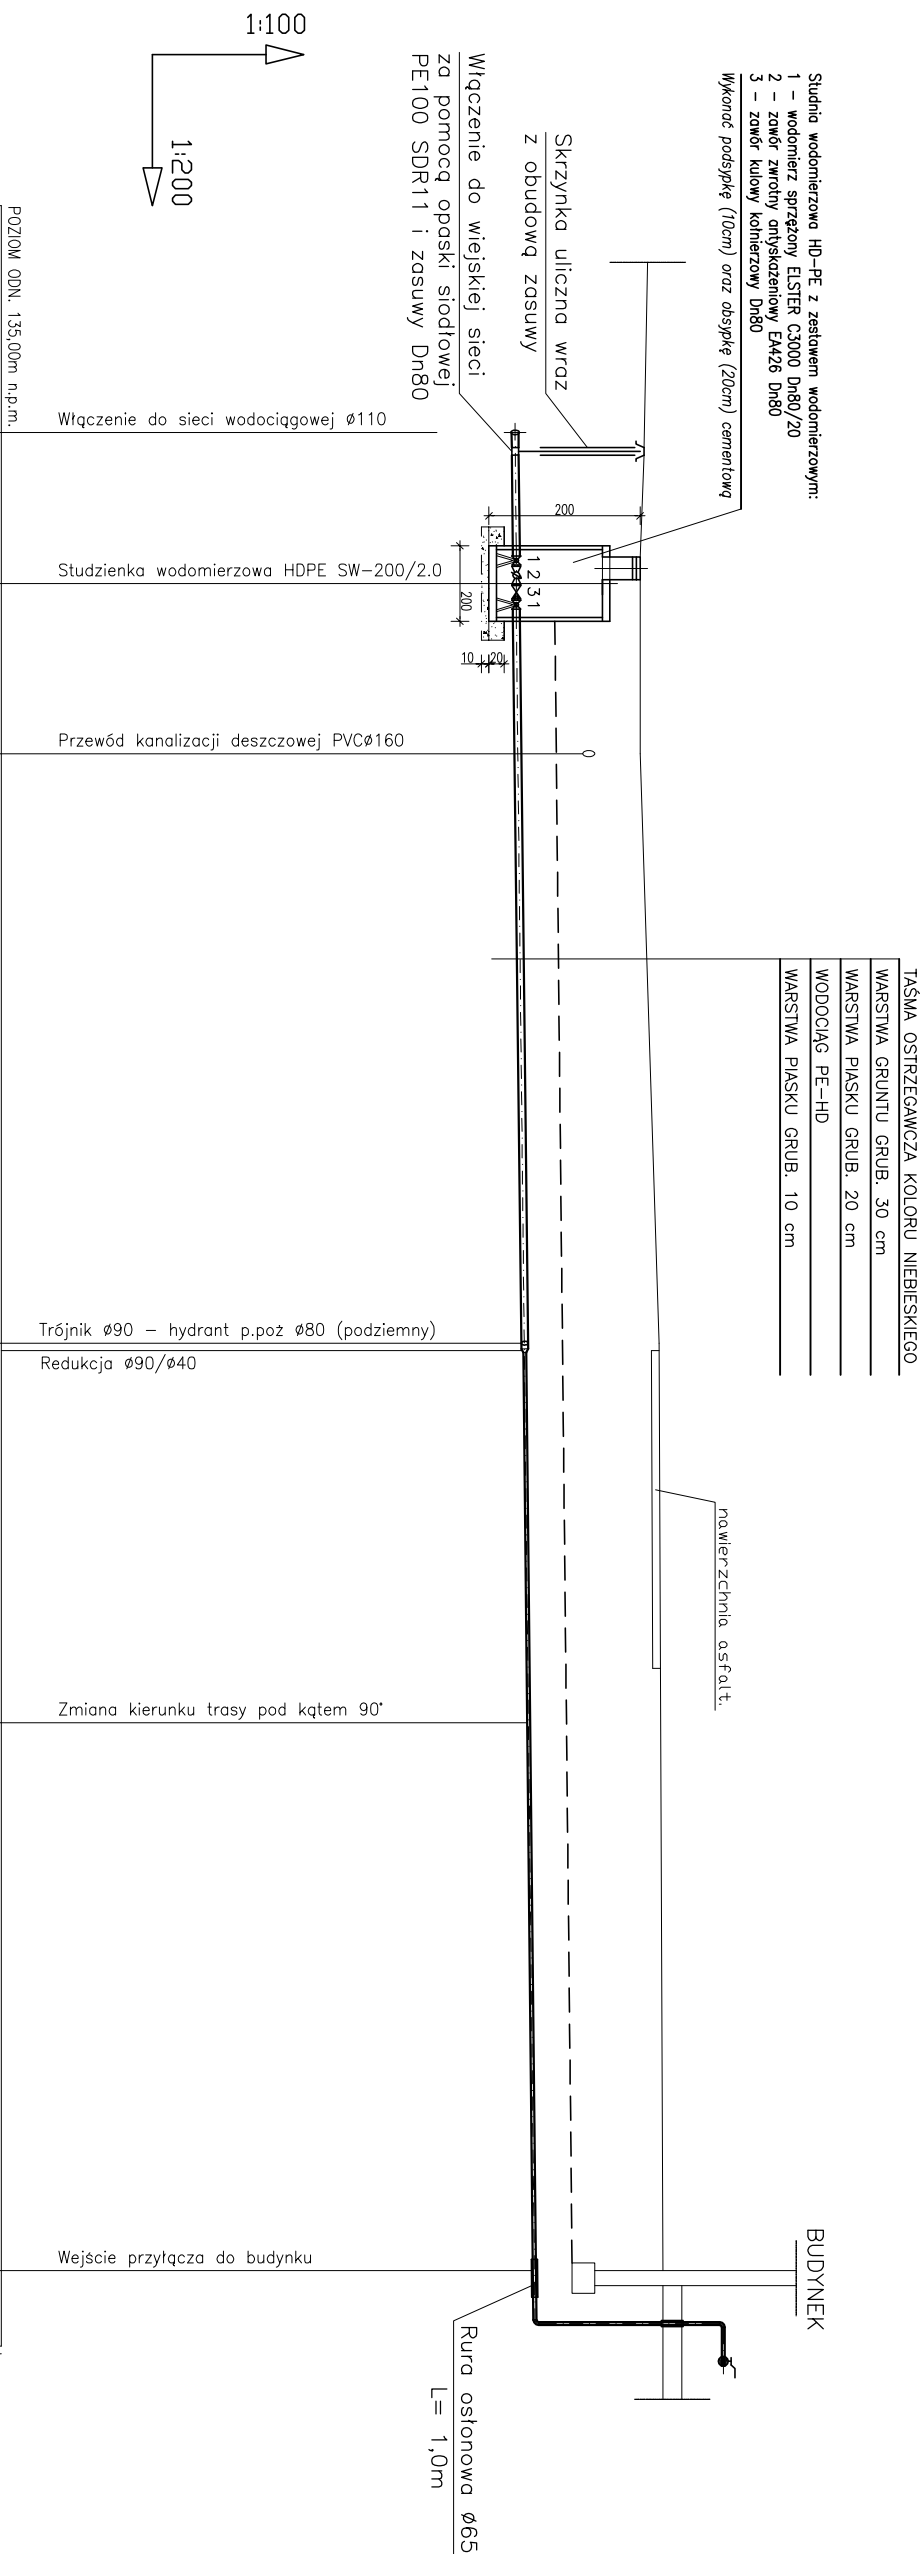 1:100
1:200
Studnia wodomierzowa HD-PE z zestawem wodomierzowym:
1 - wodomierz sprzężony ELSTER C3000 Dn80/20
2 - zawór zwrotny antyskażeniowy EA426 Dn80
3 - zawór kulowy kołnierzowy Dn80
Wykonać podsypkę (10cm) oraz obsypkę (20cm) cementową
Skrzynka uliczna wraz
z obudową zasuwy
Włączenie do wiejskiej sieci
za pomocą opaski siodłowej
PE100 SDR11 i zasuwy Dn80
TAŚMA OSTRZEGAWCZA KOLORU NIEBIESKIEGO
WARSTWA GRUNTU GRUB. 30 cm
WARSTWA PIASKU GRUB. 20 cm
WODOCIĄG PE-HD
WARSTWA PIASKU GRUB. 10 cm
nawierzchnia asfalt.
BUDYNEK
Rura osłonowa Ø65
L= 1,0m
200
1 2 3 1
200
10
20
POZIOM ODN. 135,00m n.p.m.
Włączenie do sieci wodociągowej Ø110
Studzienka wodomierzowa HDPE SW-200/2.0
Przewód kanalizacji deszczowej PVCØ160
Trójnik Ø90 - hydrant p.poż Ø80 (podziemny)
Redukcja Ø90/Ø40
Zmiana kierunku trasy pod kątem 90°
Wejście przyłącza do budynku